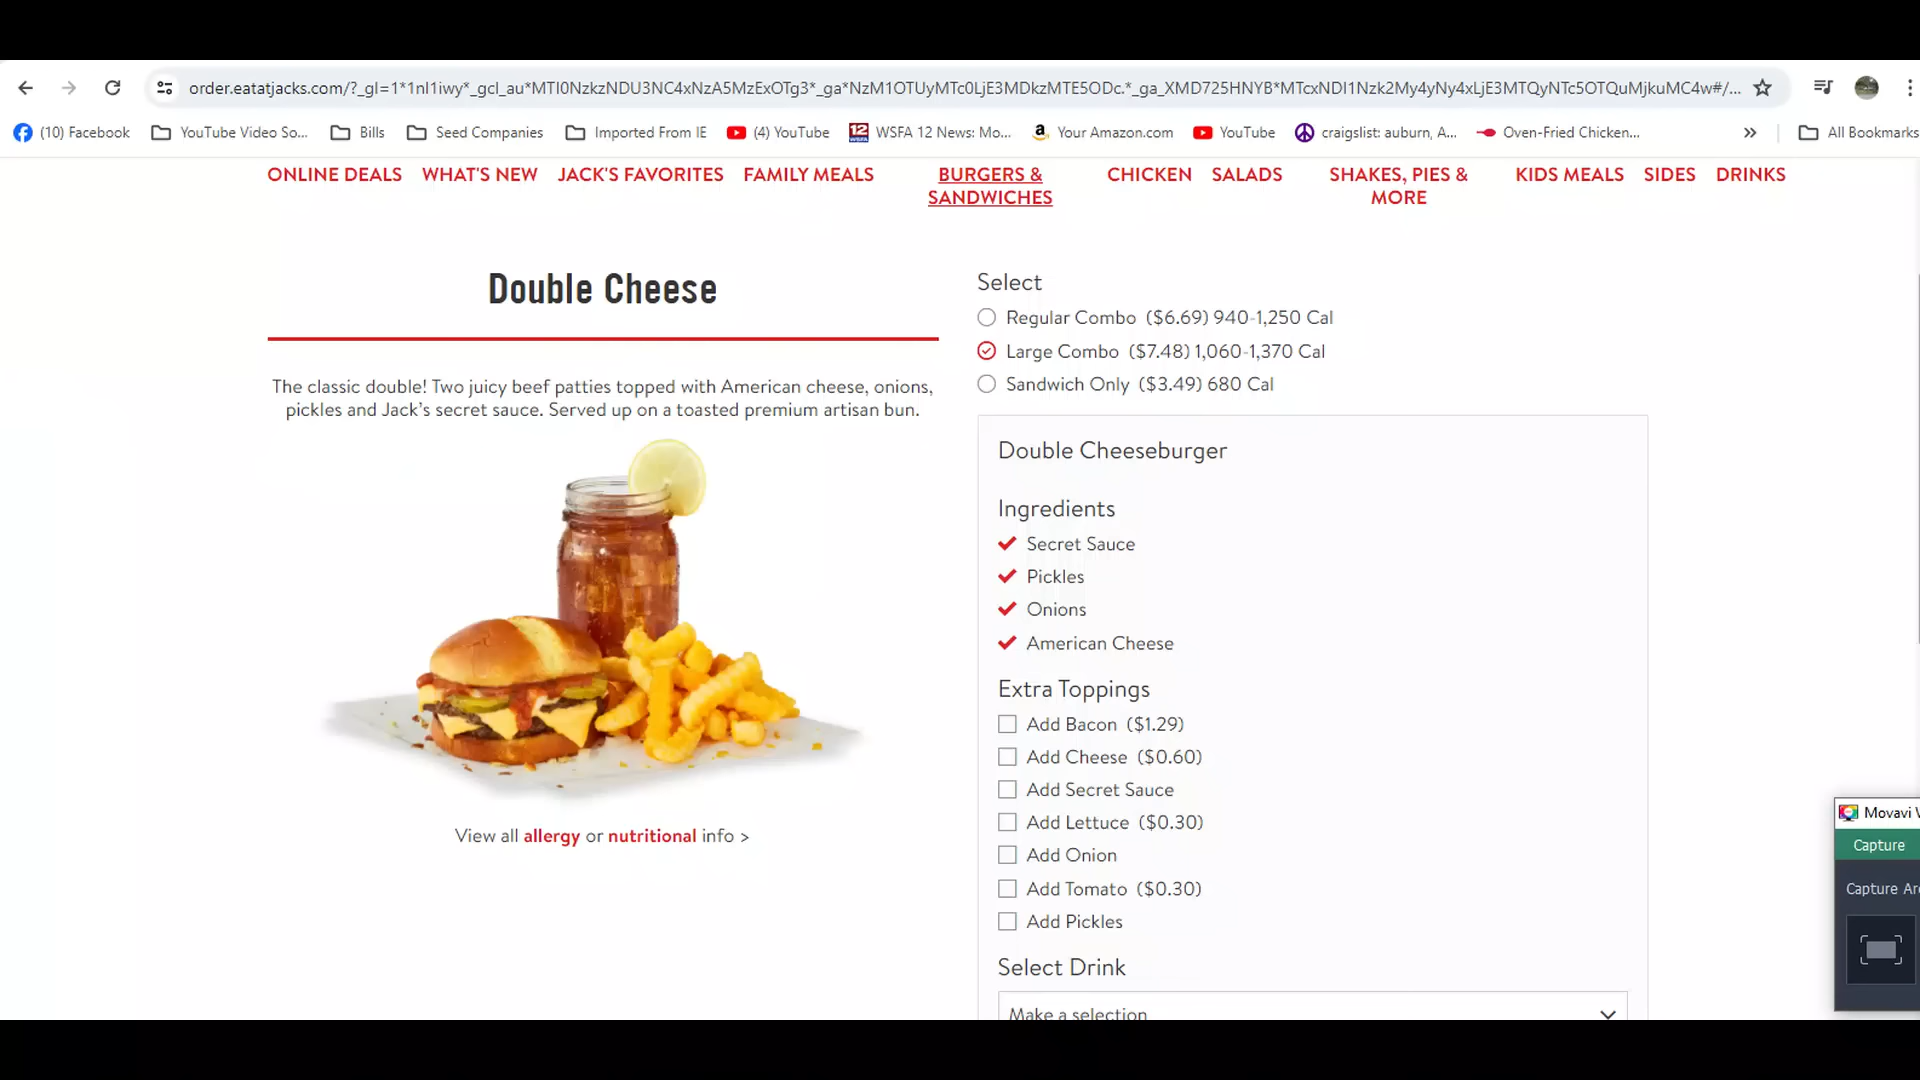 order.eatatjacks.com/?_gl=1*1nl1iwy*_gcl_au*MTI0NzkzNDU3NC4xNzA5MzExOTg3*_ga*NzM1OTUyMTc0LjE3MDkzMTE5ODc.*_ga_XMD725HNYB*MTcxNDI1Nzk2My4yNy4xLjE3MTQyNTc5OTQuMjkuMC4w#/...
(10) Facebook YouTube Video So... Bills Seed Companies Imported From IE (4) YouTube 12 WSFA 12 News: Mo... Your Amazon.com YouTube craigslist: auburn, A... Oven-Fried Chicken... » All Bookmarks
ONLINE DEALS WHAT'S NEW JACK'S FAVORITES FAMILY MEALS BURGERS & SANDWICHES CHICKEN SALADS SHAKES, PIES & MORE KIDS MEALS SIDES DRINKS
Double Cheese
The classic double! Two juicy beef patties topped with American cheese, onions,
pickles and Jack's secret sauce. Served up on a toasted premium artisan bun.
View all allergy or nutritional info >
Select
Regular Combo ($6.69) 940-1,250 Cal
Large Combo ($7.48) 1,060-1,370 Cal
Sandwich Only ($3.49) 680 Cal
Double Cheeseburger
Ingredients
Secret Sauce
Pickles
Onions
American Cheese
Extra Toppings
Add Bacon ($1.29)
Add Cheese ($0.60)
Add Secret Sauce
Add Lettuce ($0.30)
Add Onion
Add Tomato ($0.30)
Add Pickles
Select Drink
Make a selection
Movavi
Capture
Capture